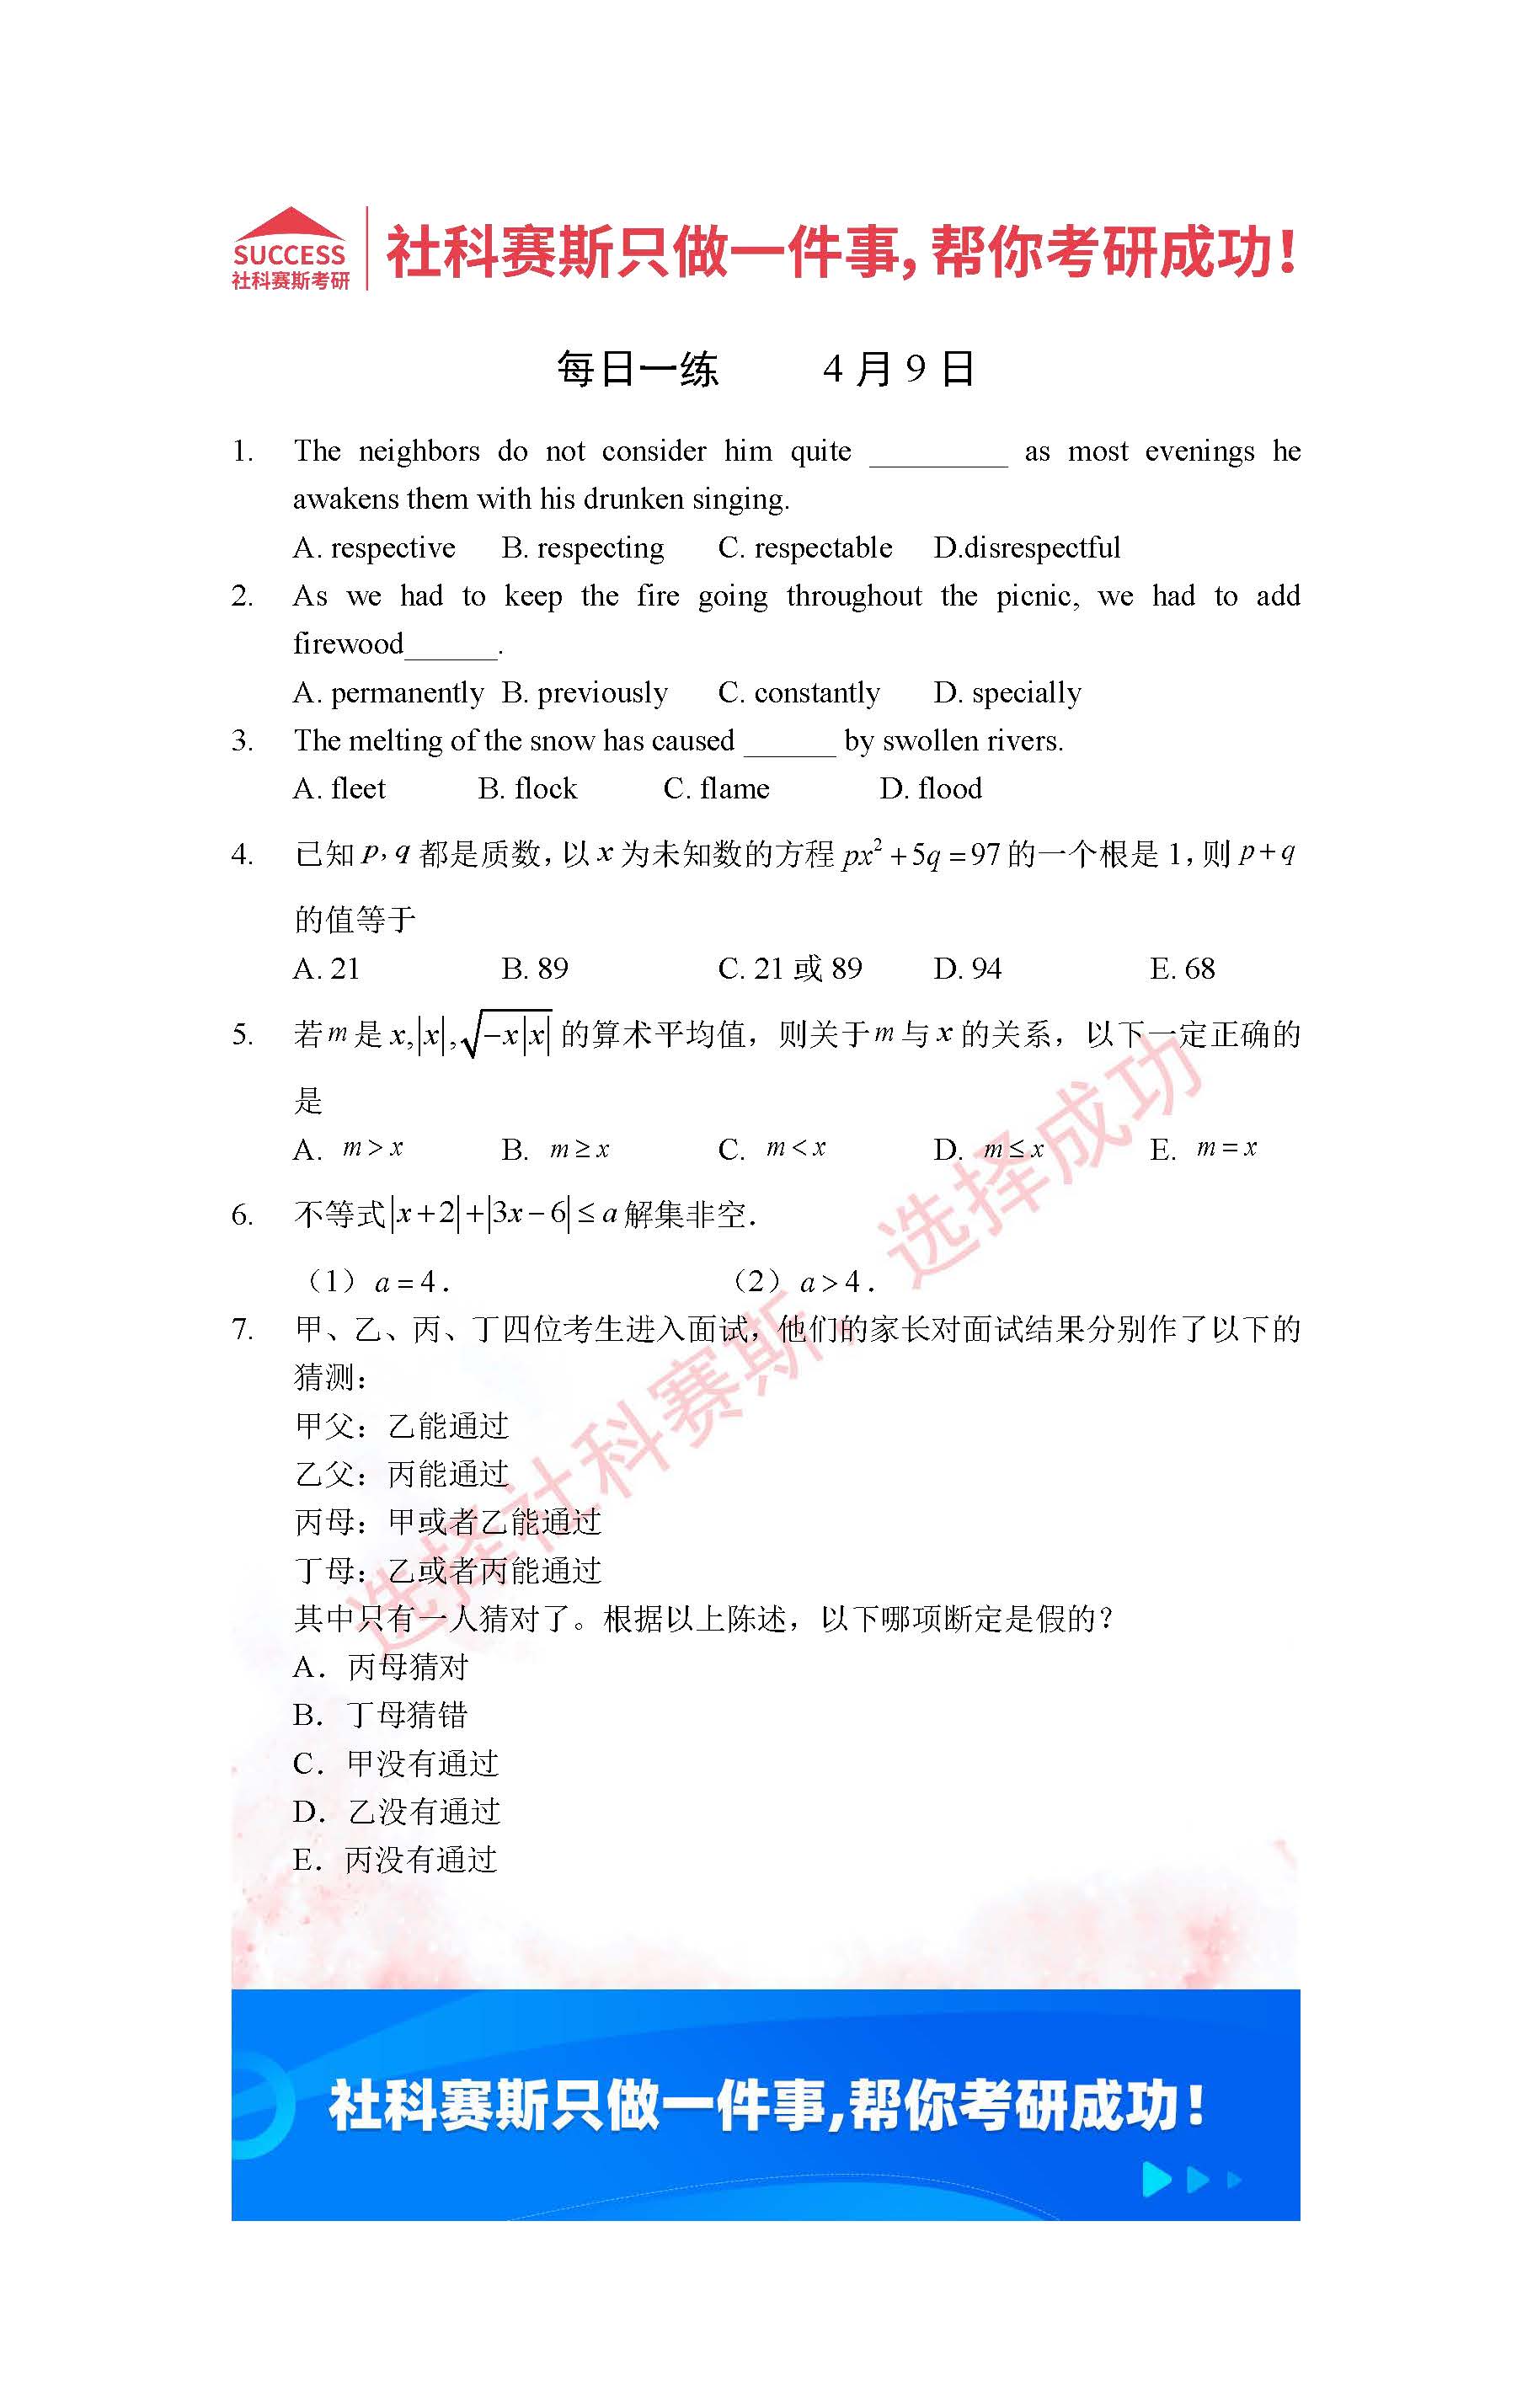 SUCCESS
社科赛斯考研
社科赛斯只做一件事,帮你考研成功!
每日一练 4月9日
1. The neighbors do not consider him quite _________ as most evenings he
awakens them with his drunken singing.
A. respective B. respecting C. respectable D.disrespectful
2. As we had to keep the fire going throughout the picnic, we had to add
firewood______.
A. permanently B. previously C. constantly D. specially
3. The melting of the snow has caused ______ by swollen rivers.
A. fleet B. flock C. flame D. flood
4. 已知 p, q 都是质数,以 x 为未知数的方程 px²+5q=97 的一个根是 1,则 p+q
的值等于
A. 21 B. 89 C. 21 或 89 D. 94 E. 68
5. 若 m 是 x,|x|,√(-x|x|) 的算术平均值，则关于 m 与 x 的关系，以下一定正确的
是
A. m>x B. m≥x C. m<x D. m≤x E. m=x
6. 不等式|x+2|+|3x-6|≤a 解集非空.
（1）a=4. （2）a>4.
7. 甲、乙、丙、丁四位考生进入面试，他们的家长对面试结果分别作了以下的
猜测：
甲父：乙能通过
乙父：丙能通过
丙母：甲或者乙能通过
丁母：乙或者丙能通过
其中只有一人猜对了。根据以上陈述，以下哪项断定是假的？
A. 丙母猜对
B. 丁母猜错
C. 甲没有通过
D. 乙没有通过
E. 丙没有通过
选择社科赛斯，选择成功
社科赛斯只做一件事,帮你考研成功!